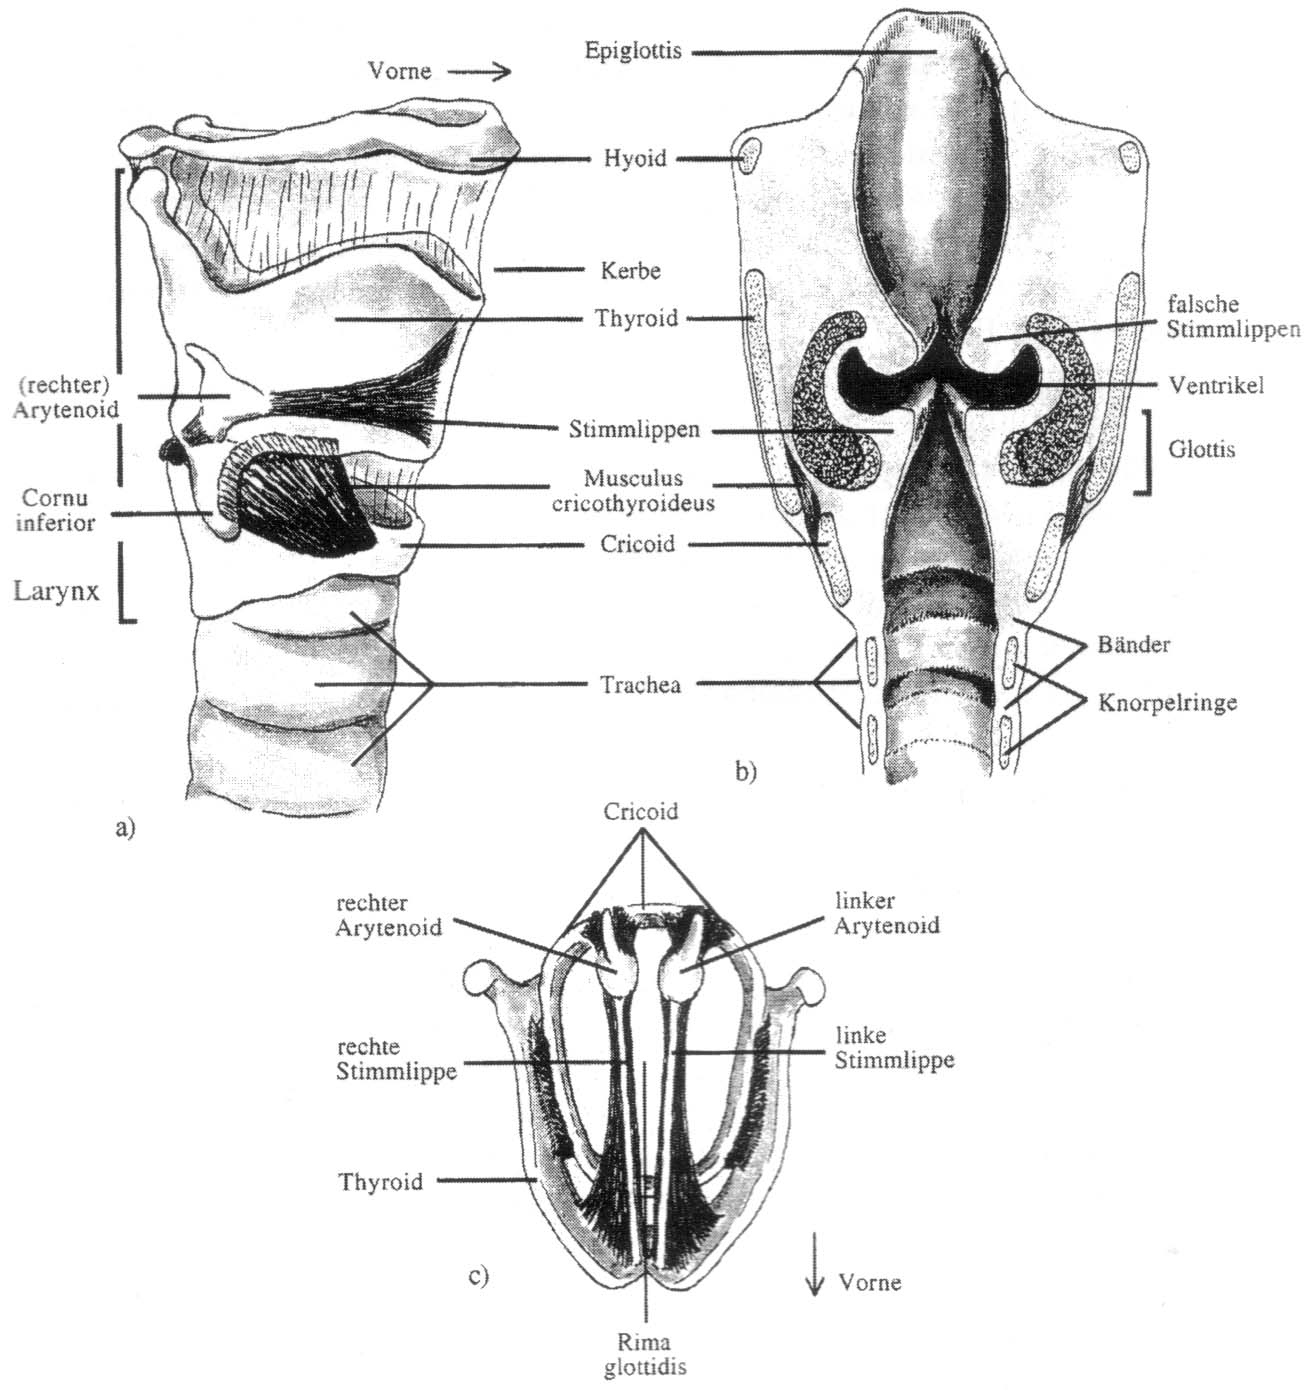 Epiglottis
Vorne
Hyoid
Kerbe
Thyroid
falsche
Stimmlippen
(rechter)
Arytenoid
Ventrikel
Stimmlippen
Glottis
Musculus
cricothyroideus
Cornu
inferior
Cricoid
Larynx
Bänder
Trachea
Knorpelringe
b)
a)
Cricoid
rechter
Arytenoid
linker
Arytenoid
rechte
Stimmlippe
linke
Stimmlippe
Thyroid
c)
Vorne
Rima
glottidis